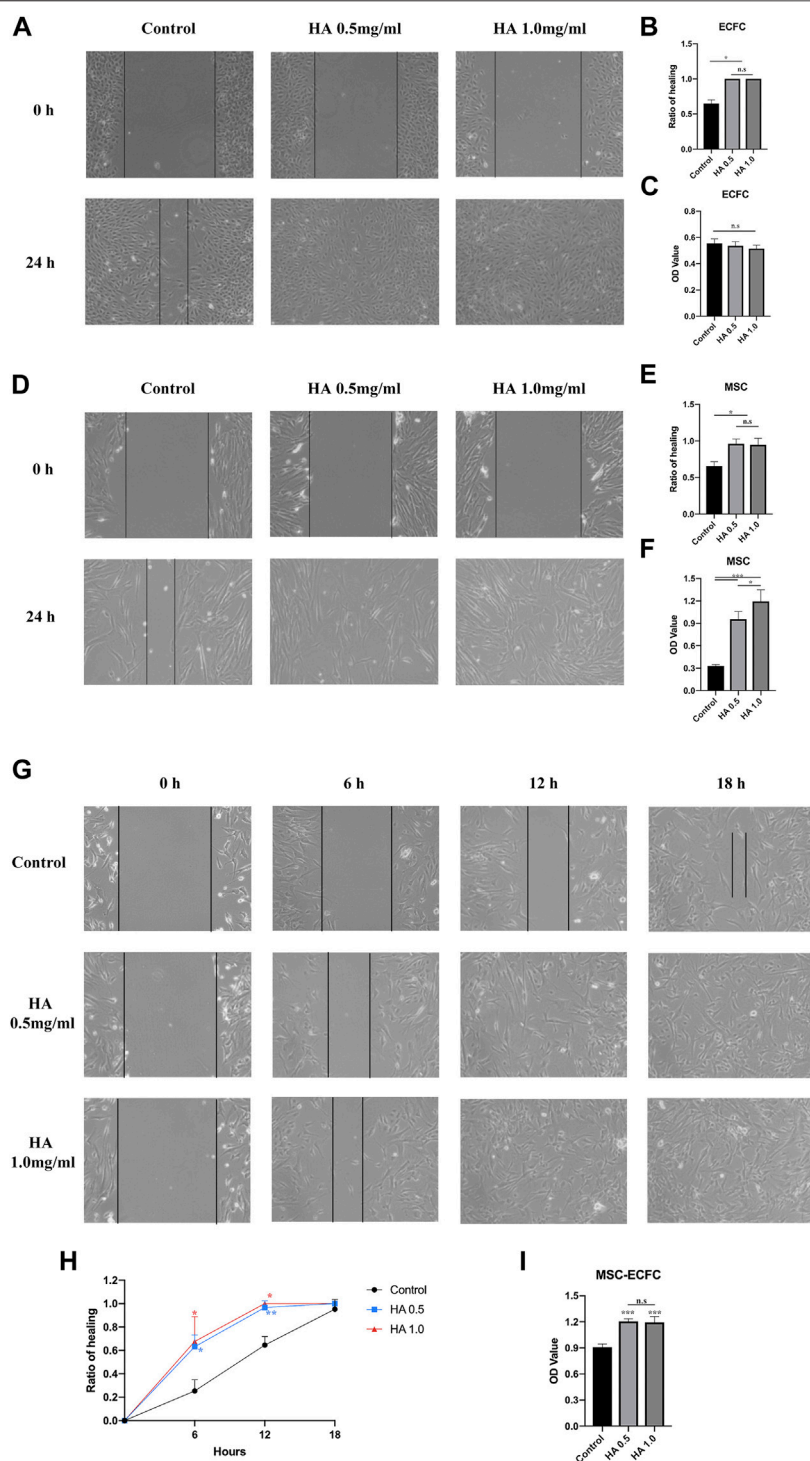 A
Control
HA 0.5mg/ml
HA 1.0mg/ml
0 h
24 h
B
ECFC
Ratio of healing
1.5
1.0
0.5
0.0
*
n.s
Control
HA 0.5
HA 1.0
C
ECFC
OD Value
0.8
0.6
0.4
0.2
0.0
n.s
Control
HA 0.5
HA 1.0
D
Control
HA 0.5mg/ml
HA 1.0mg/ml
0 h
24 h
E
MSC
Ratio of healing
1.5
1.0
0.5
0.0
*
n.s
Control
HA 0.5
HA 1.0
F
MSC
OD Value
1.5
1.2
0.9
0.6
0.3
0.0
***
*
Control
HA 0.5
HA 1.0
G
0 h
6 h
12 h
18 h
Control
HA
0.5mg/ml
HA
1.0mg/ml
H
Ratio of healing
1.2
1.0
0.8
0.6
0.4
0.2
0.0
*
*
*
**
6
12
18
Hours
Control
HA 0.5
HA 1.0
I
MSC-ECFC
OD Value
1.5
1.2
0.9
0.6
0.3
0.0
n.s
***
***
Control
HA 0.5
HA 1.0